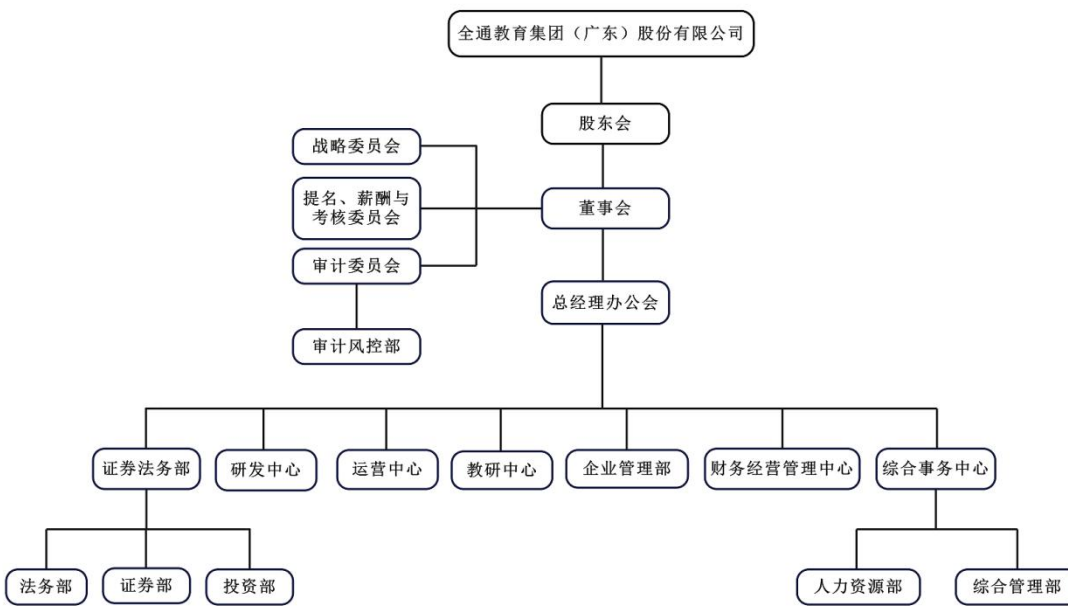 全通教育集团（广东）股份有限公司
股东会
战略委员会
提名、薪酬与
考核委员会
董事会
审计委员会
总经理办公会
审计风控部
证券法务部
研发中心
运营中心
教研中心
企业管理部
财务经营管理中心
综合事务中心
法务部
证券部
投资部
人力资源部
综合管理部